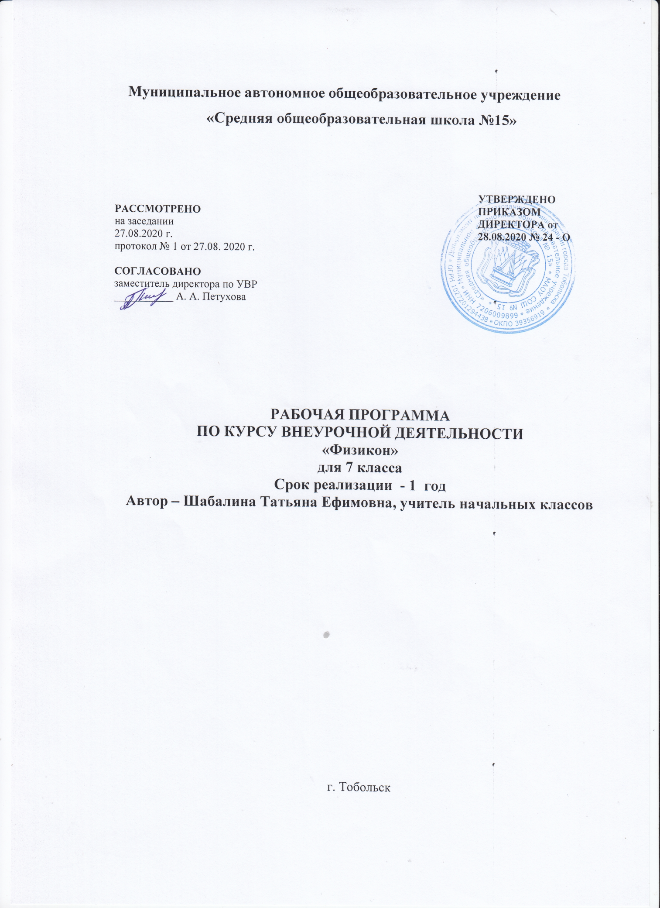 Муниципальное автономное общеобразовательное учреждение
«Средняя общеобразовательная школа №15»
РАССМОТРЕНО
на заседании
27.08.2020 г.
протокол № 1 от 27.08. 2020 г.
СОГЛАСОВАНО
заместитель директора по УВР
А. А. Петухова
УТВЕРЖДЕНО
ПРИКАЗОМ
ДИРЕКТОРА от
28.08.2020 № 24 - О
РАБОЧАЯ ПРОГРАММА
ПО КУРСУ ВНЕУРОЧНОЙ ДЕЯТЕЛЬНОСТИ
«Физикон»
для 7 класса
Срок реализации - 1 год
Автор – Шабалина Татьяна Ефимовна, учитель начальных классов
г. Тобольск